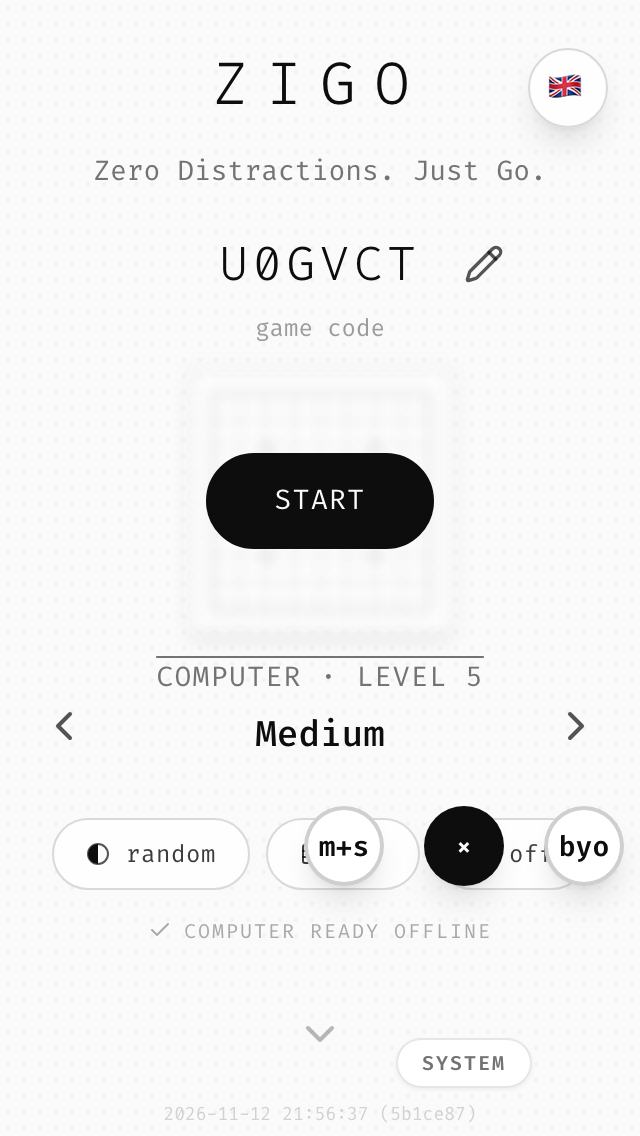 ZIGO
Zero Distractions. Just Go.
U0GVCT
game code
START
COMPUTER · LEVEL 5
Medium
random
m+s
×
off
byo
COMPUTER READY OFFLINE
SYSTEM
2026-11-12 21:56:37 (5b1ce87)